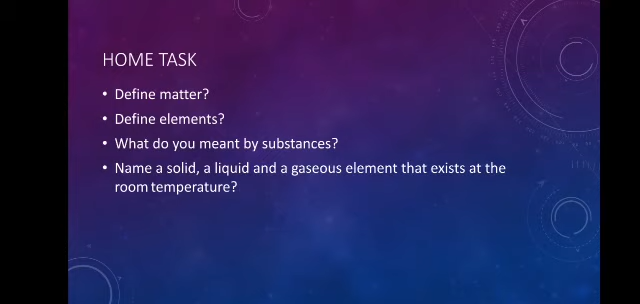 HOME TASK
• Define matter?
• Define elements?
• What do you meant by substances?
• Name a solid, a liquid and a gaseous element that exists at the
room temperature?